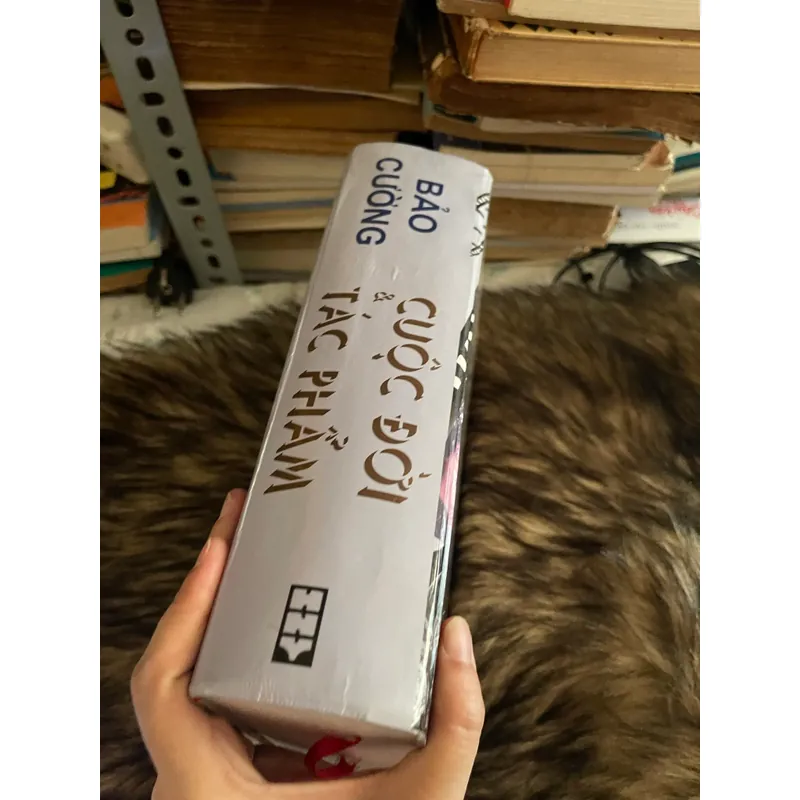 BẢO
CƯỜNG
CUỘC ĐỜI
&
TÁC PHẨM